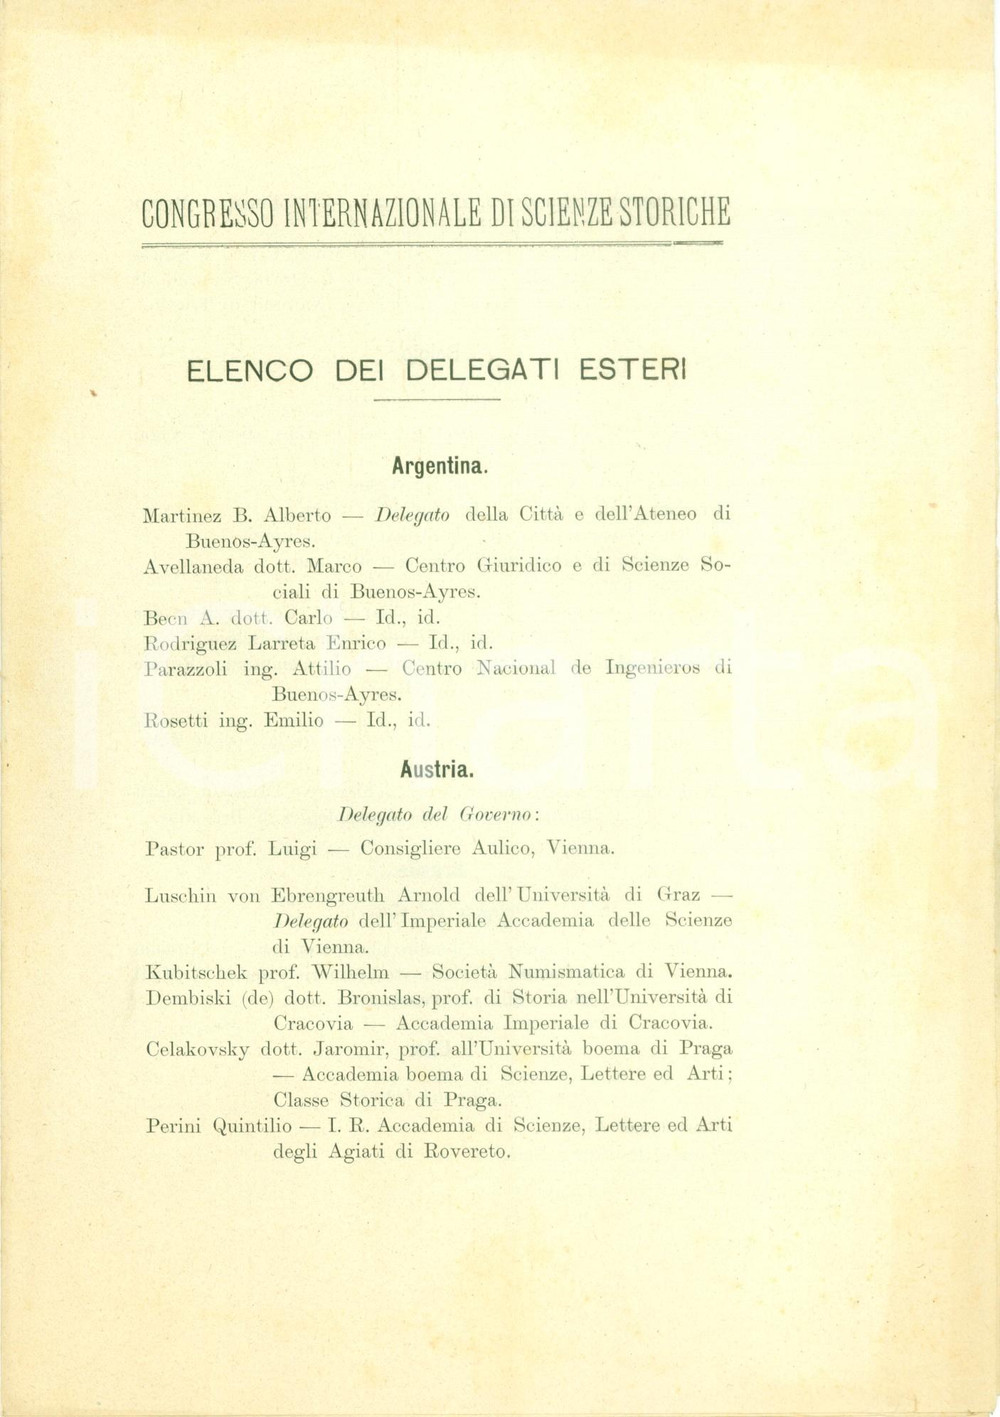 CONGRESSO INTERNAZIONALE DI SCIENZE STORICHE
ELENCO DEI DELEGATI ESTERI
Argentina.
Martinez B. Alberto — Delegato della Città e dell'Ateneo di
Buenos-Ayres.
Avellaneda dott. Marco — Centro Giuridico e di Scienze So-
ciali di Buenos-Ayres.
Becu A. dott. Carlo — Id., id.
Rodriguez Larreta Enrico — Id., id.
Parazzoli ing. Attilio — Centro Nacional de Ingenieros di
Buenos-Ayres.
Rosetti ing. Emilio — Id., id.
Austria.
Delegato del Governo:
Pastor prof. Luigi — Consigliere Aulico, Vienna.
Luschin von Ebrengreuth Arnold dell'Università di Graz —
Delegato dell'Imperiale Accademia delle Scienze
di Vienna.
Kubitschek prof. Wilhelm — Società Numismatica di Vienna.
Dembiski (de) dott. Bronislas, prof. di Storia nell'Università di
Cracovia — Accademia Imperiale di Cracovia.
Celakovsky dott. Jaromir, prof. all'Università boema di Praga
— Accademia boema di Scienze, Lettere ed Arti;
Classe Storica di Praga.
Perini Quintilio — I. R. Accademia di Scienze, Lettere ed Arti
degli Agiati di Rovereto.